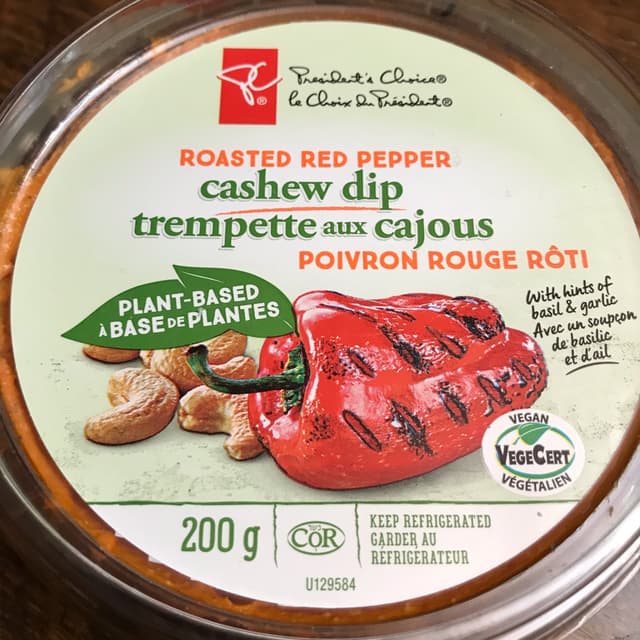 PC®
President's Choice®
le Choix du Président®
ROASTED RED PEPPER
cashew dip
trempette aux cajous
POIVRON ROUGE RÔTI
PLANT-BASED
À BASE DE PLANTES
With hints of
basil & garlic
Avec un soupçon
de basilic
et d'ail
VEGAN
VEGECERT
VÉGÉTALIEN
200 g
COR
KEEP REFRIGERATED
GARDER AU
RÉFRIGÉRATEUR
U129584